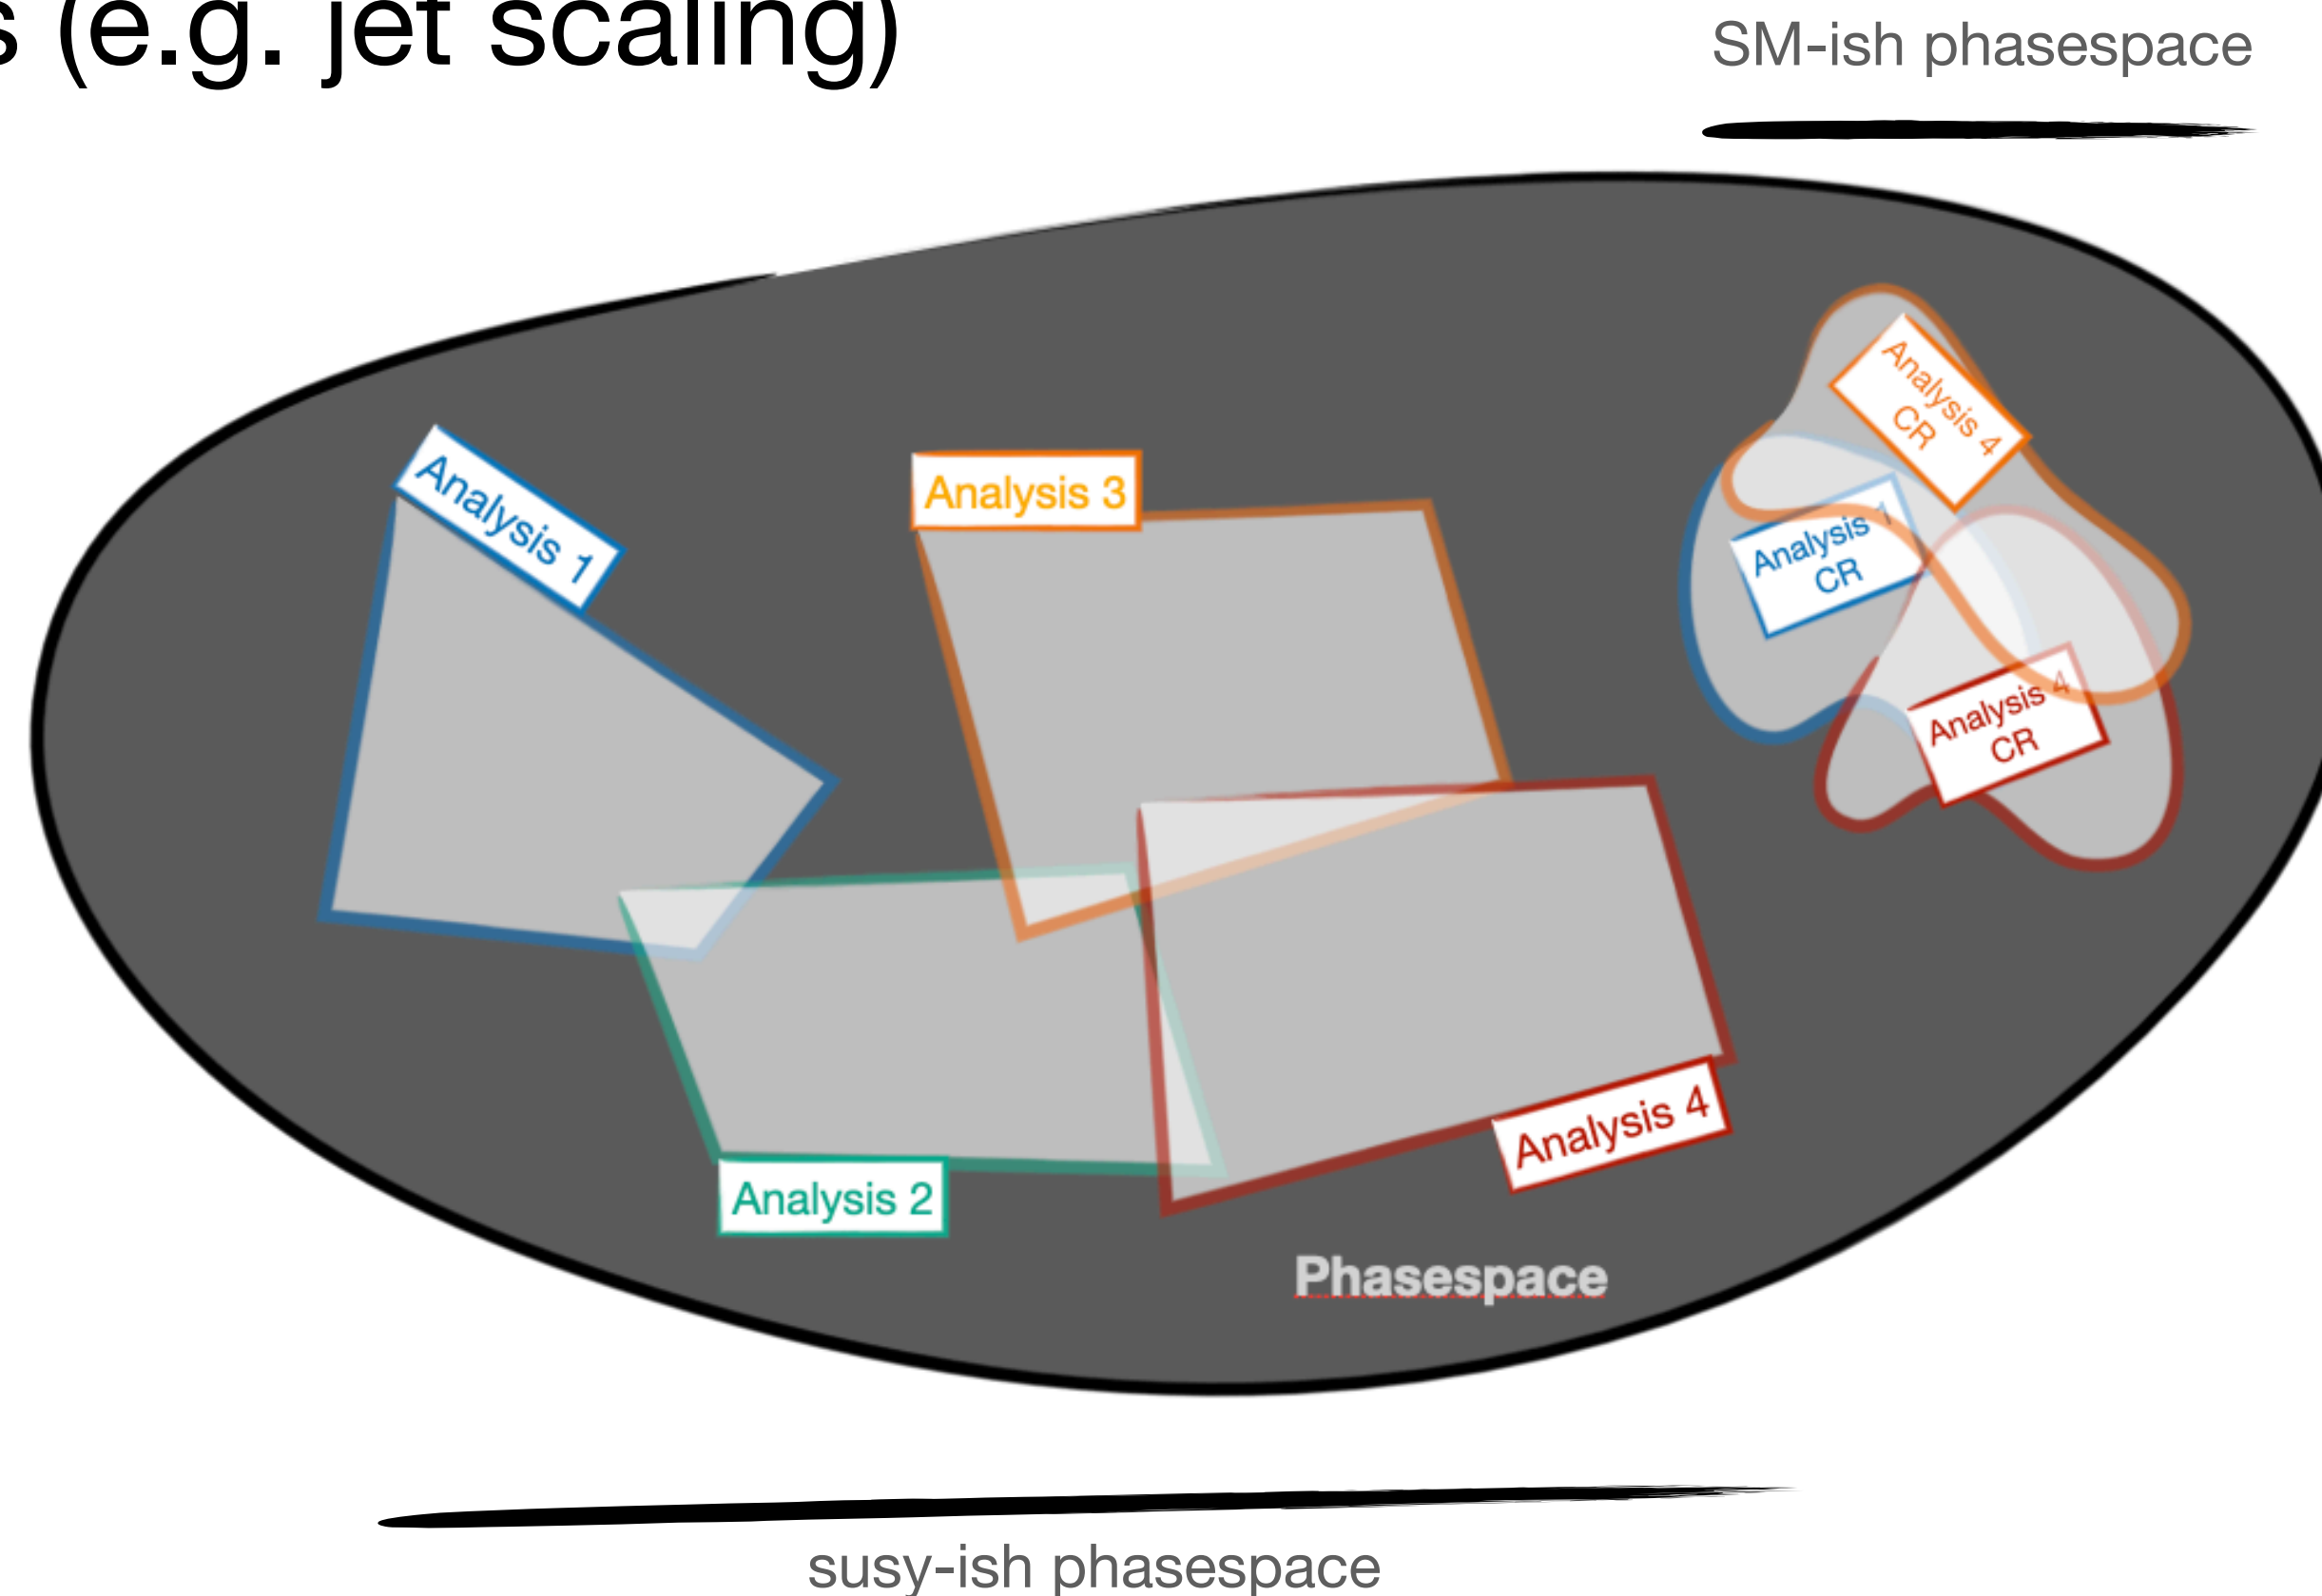 s (e.g. jet scaling)
SM-ish phasespace
Analysis 4
CR
Analysis 1
Analysis 3
Analysis 1
CR
Analysis 4
CR
Analysis 4
Analysis 2
Phasespace
susy-ish phasespace